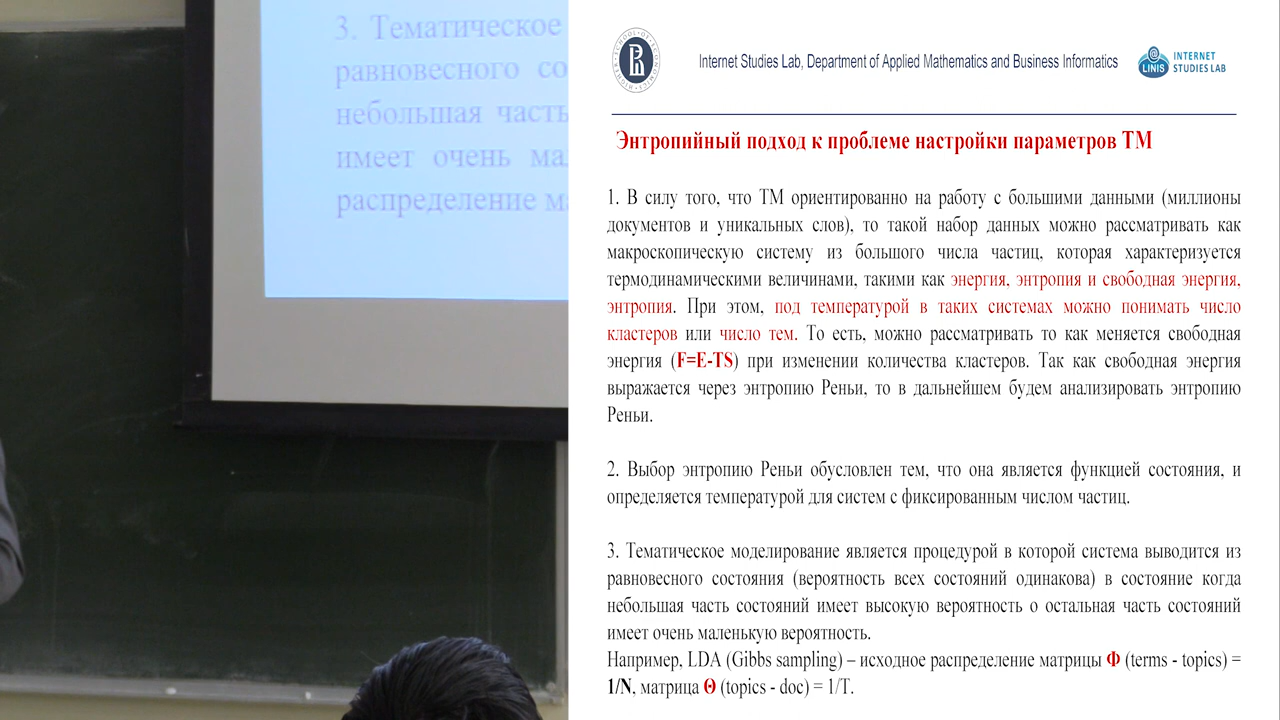 3. Тематическое
равновесного со
небольшая часть
имеет очень ма
распределение м
HIGHER SCHOOL OF ECONOMICS
Internet Studies Lab, Department of Applied Mathematics and Business Informatics
LINIS
INTERNET
STUDIES LAB
Энтропийный подход к проблеме настройки параметров ТМ
1. В силу того, что ТМ ориентированно на работу с большими данными (миллионы
документов и уникальных слов), то такой набор данных можно рассматривать как
макроскопическую систему из большого числа частиц, которая характеризуется
термодинамическими величинами, такими как энергия, энтропия и свободная энергия,
энтропия. При этом, под температурой в таких системах можно понимать число
кластеров или число тем. То есть, можно рассматривать то как меняется свободная
энергия (F=E-TS) при изменении количества кластеров. Так как свободная энергия
выражается через энтропию Реньи, то в дальнейшем будем анализировать энтропию
Реньи.
2. Выбор энтропию Реньи обусловлен тем, что она является функцией состояния, и
определяется температурой для систем с фиксированным числом частиц.
3. Тематическое моделирование является процедурой в которой система выводится из
равновесного состояния (вероятность всех состояний одинакова) в состояние когда
небольшая часть состояний имеет высокую вероятность о остальная часть состояний
имеет очень маленькую вероятность.
Например, LDA (Gibbs sampling) – исходное распределение матрицы Φ (terms - topics) =
1/N, матрица Θ (topics - doc) = 1/T.